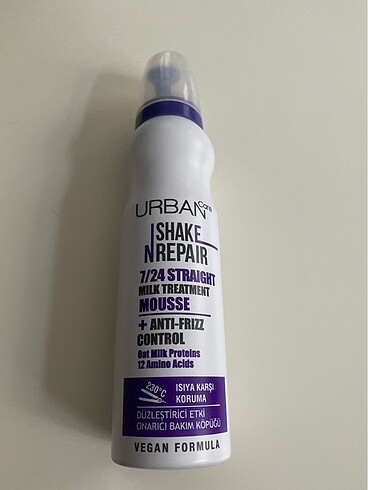 URBAN Care
SHAKE
N REPAIR
7/24 STRAIGHT
MILK TREATMENT
MOUSSE
+ ANTI-FRIZZ
CONTROL
Oat Milk Proteins
12 Amino Acids
230°C
ISIYA KARŞI
KORUMA
DÜZLEŞTİRİCİ ETKİ
ONARICI BAKIM KÖPÜĞÜ
VEGAN FORMULA